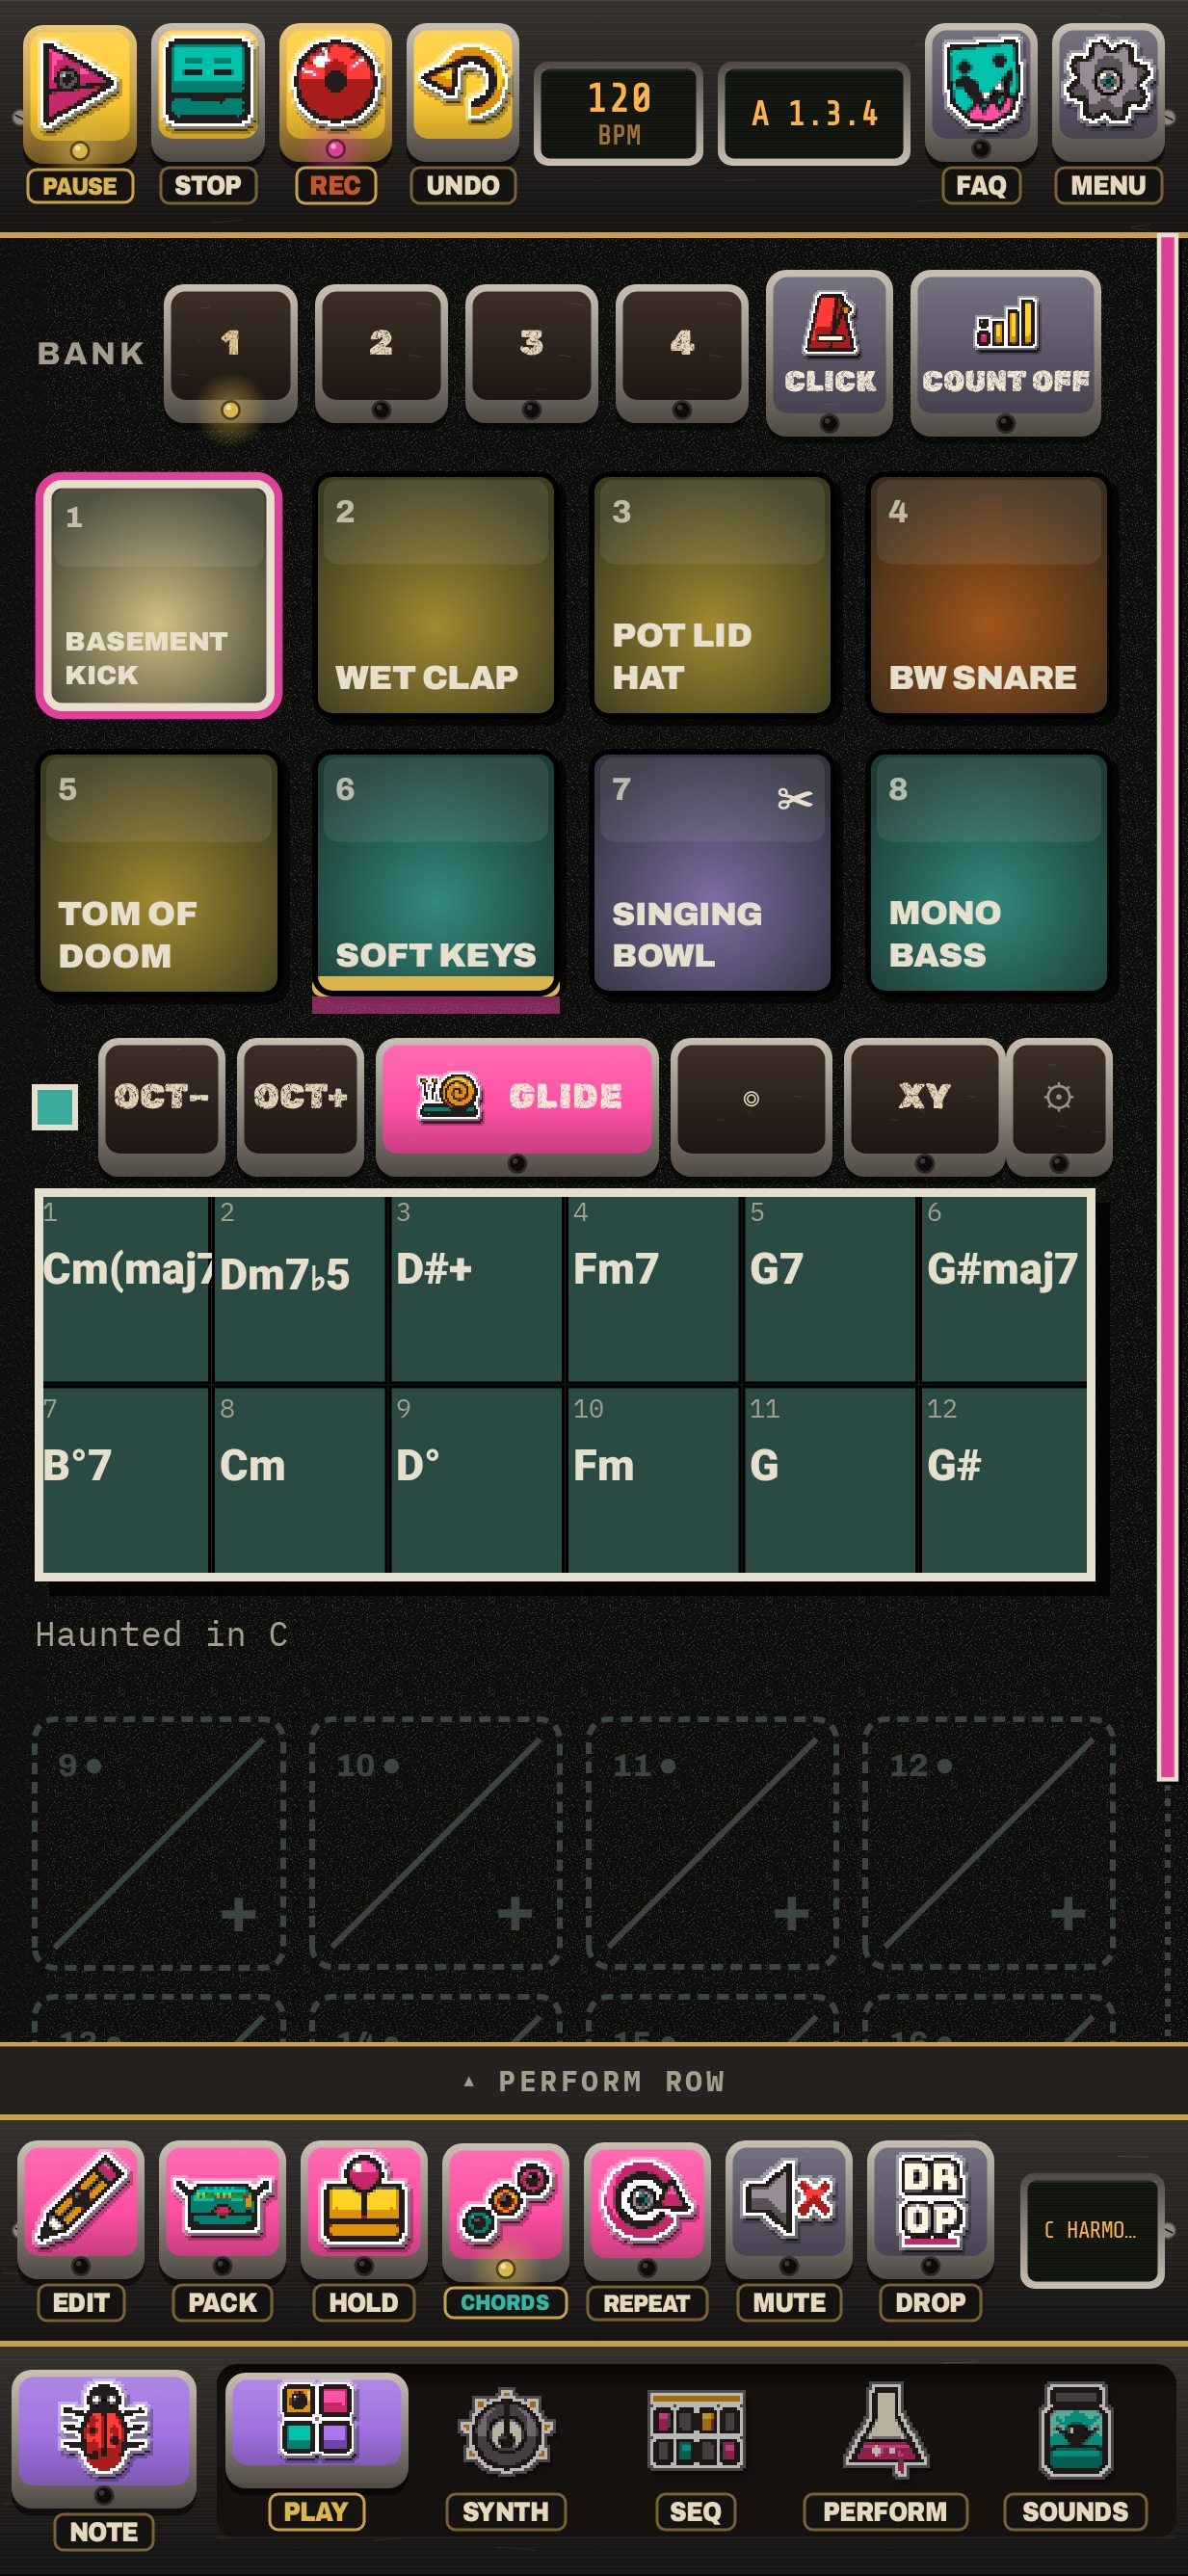 120
BPM
A 1.3.4
PAUSE
STOP
REC
UNDO
FAQ
MENU
BANK
1
2
3
4
CLICK
COUNT OFF
1
BASEMENT
KICK
2
WET CLAP
3
POT LID
HAT
4
BW SNARE
5
TOM OF
DOOM
6
SOFT KEYS
7
SINGING
BOWL
8
MONO
BASS
OCT-
OCT+
GLIDE
XY
1
Cm(maj7
2
Dm7♭5
3
D#+
4
Fm7
5
G7
6
G#maj7
7
B°7
8
Cm
9
D°
10
Fm
11
G
12
G#
Haunted in C
9
10
11
12
13
14
15
16
▲ PERFORM ROW
DR
OP
C HARMO…
EDIT
PACK
HOLD
CHORDS
REPEAT
MUTE
DROP
NOTE
PLAY
SYNTH
SEQ
PERFORM
SOUNDS